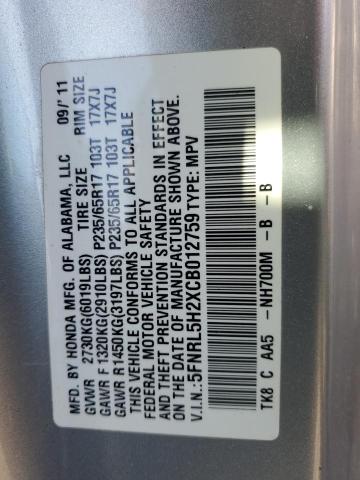 MFD. BY HONDA MFG. OF ALABAMA, LLC 09/'11
GVWR 2730KG(6019LBS) TIRE SIZE RIM SIZE
GAWR F 1320KG(2910LBS) P235/65R17 103T 17X7J
GAWR R1450KG(3197LBS) P235/65R17 103T 17X7J
THIS VEHICLE CONFORMS TO ALL APPLICABLE
FEDERAL MOTOR VEHICLE SAFETY
AND THEFT PREVENTION STANDARDS IN EFFECT
ON THE DATE OF MANUFACTURE SHOWN ABOVE.
V.I.N.:5FNRL5H2XCB012759 TYPE: MPV
TK8 C AA5 -NH700M -B -B